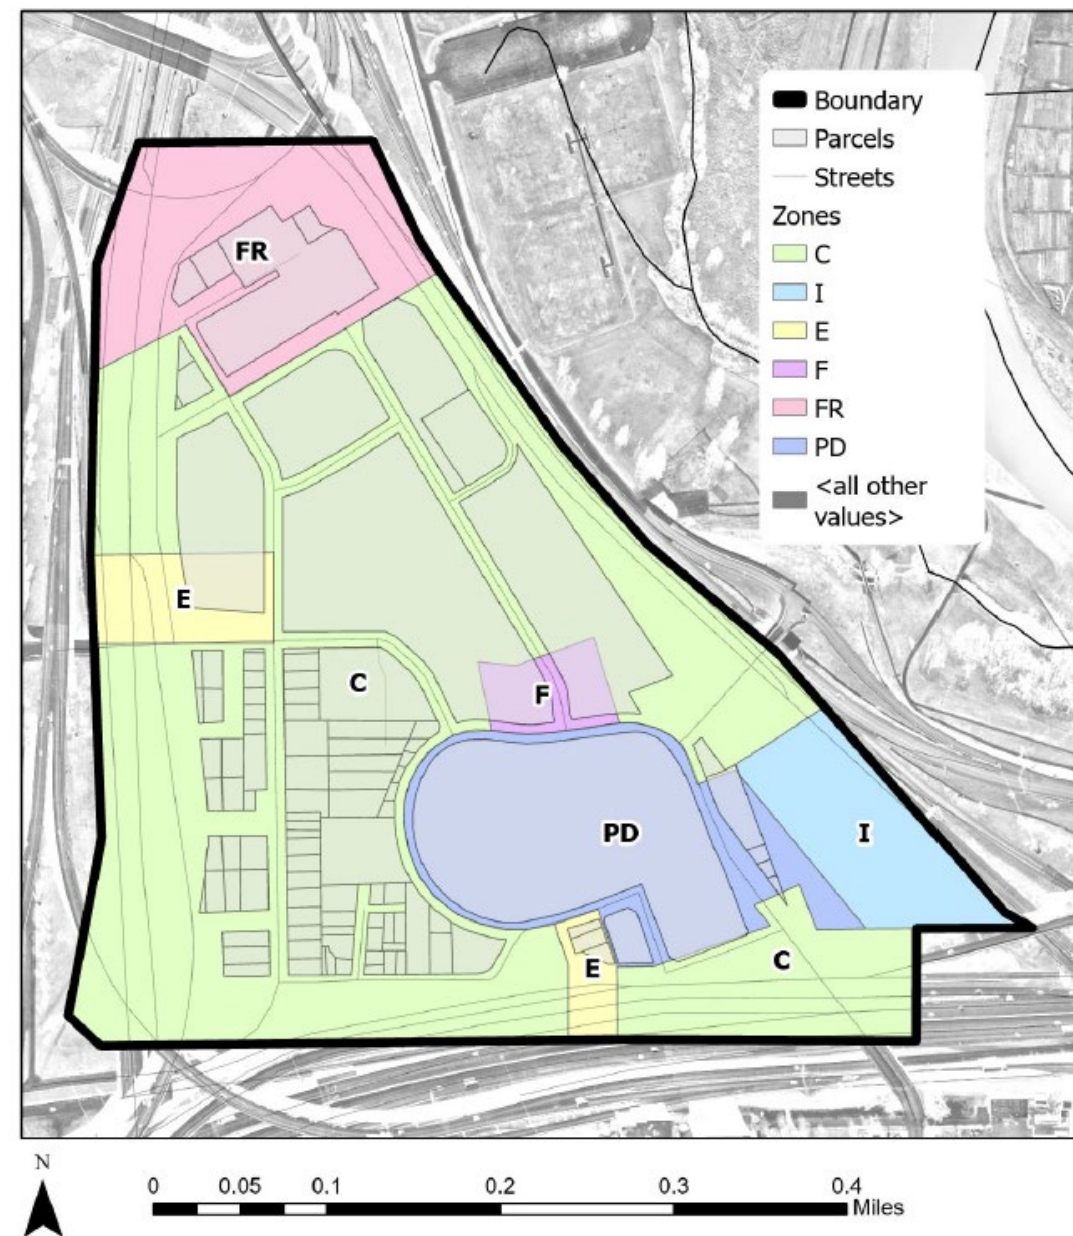 Boundary
Parcels
Streets
Zones
C
I
E
F
FR
PD
<all other
values>
FR
E
C
F
PD
I
E
C
N
0 0.05 0.1 0.2 0.3 0.4
Miles